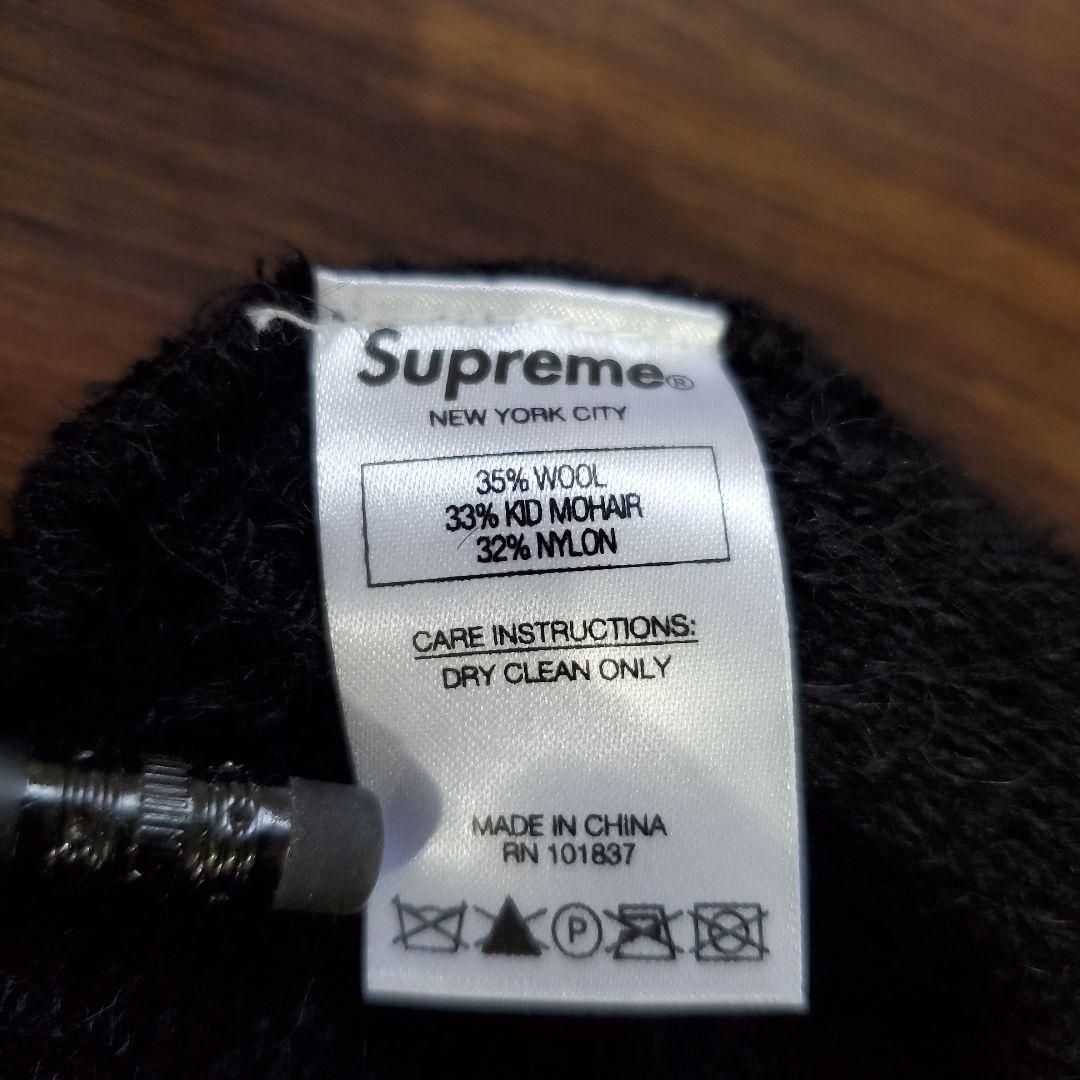 Supreme®
NEW YORK CITY
35% WOOL
33% KID MOHAIR
32% NYLON
CARE INSTRUCTIONS:
DRY CLEAN ONLY
MADE IN CHINA
RN 101837
P